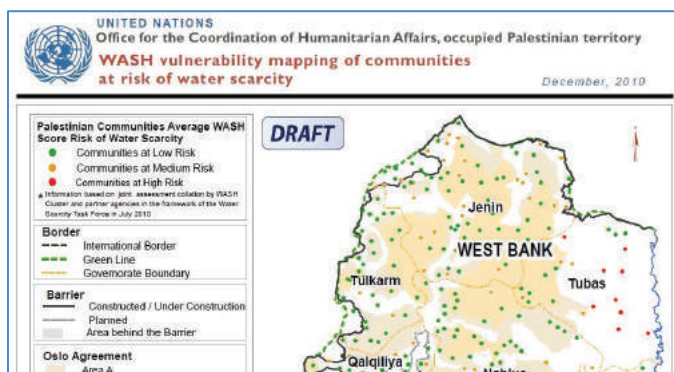 UNITED NATIONS
Office for the Coordination of Humanitarian Affairs, occupied Palestinian territory
WASH vulnerability mapping of communities
at risk of water scarcity
December, 2010
Palestinian Communities Average WASH
Score Risk of Water Scarcity
Communities at Low Risk
Communities at Medium Risk
Communities at High Risk
Information based on joint assessment collation by WASH
Cluster and partner agencies in the framework of the Water
Scarcity Task Force in July 2010
Border
International Border
Green Line
Governorate Boundary
Barrier
Constructed / Under Construction
Planned
Area behind the Barrier
Oslo Agreement
Area A
DRAFT
Jenin
WEST BANK
Tulkarm
Tubas
Qalqiliya